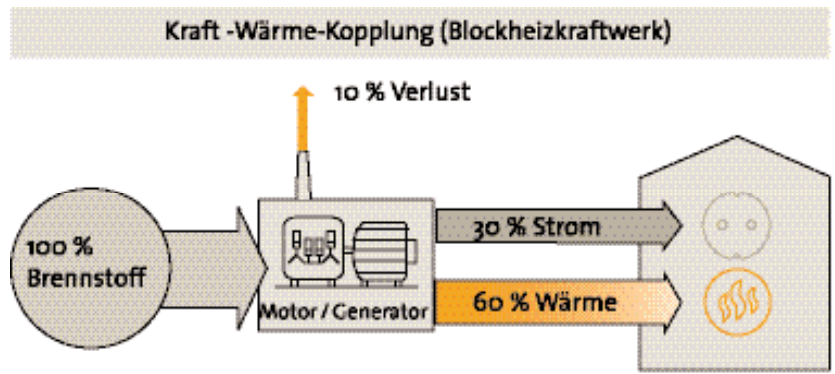 Kraft -Wärme-Kopplung (Blockheizkraftwerk)
10 % Verlust
100 %
Brennstoff
Motor / Generator
30 % Strom
60 % Wärme